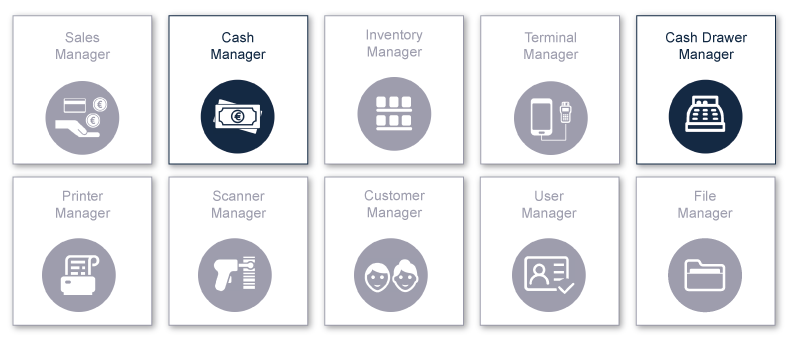 Sales
Manager
Cash
Manager
Inventory
Manager
Terminal
Manager
Cash Drawer
Manager
Printer
Manager
Scanner
Manager
Customer
Manager
User
Manager
File
Manager